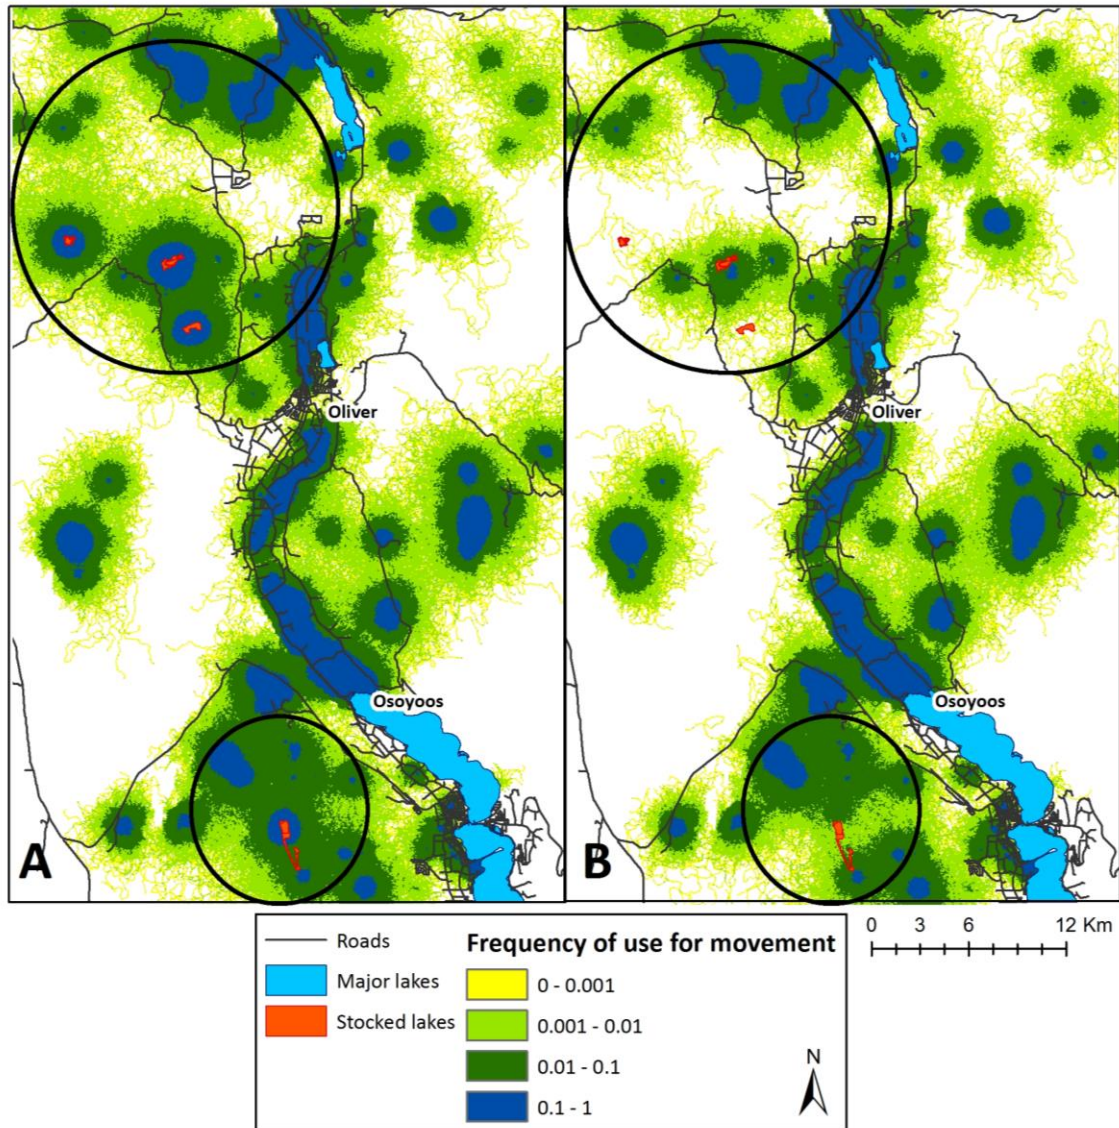 Oliver
Oliver
Osoyoos
Osoyoos
A
B
Roads
Major lakes
Stocked lakes
Frequency of use for movement
0 - 0.001
0.001 - 0.01
0.01 - 0.1
0.1 - 1
N
0 3 6 12 Km